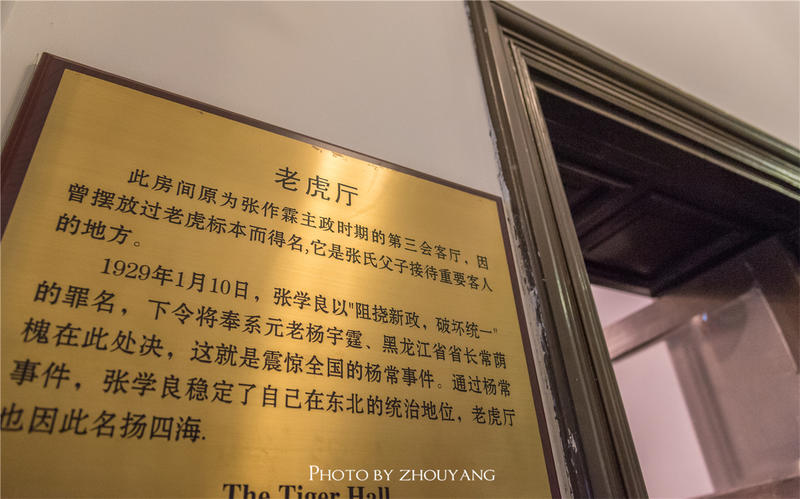 老虎厅
此房间原为张作霖主政时期的第三会客厅，因
曾摆放过老虎标本而得名,它是张氏父子接待重要客人
的地方。
1929年1月10日，张学良以"阻挠新政，破坏统一"
的罪名，下令将奉系元老杨宇霆、黑龙江省省长常荫
槐在此处决，这就是震惊全国的杨常事件。通过杨常
事件，张学良稳定了自己在东北的统治地位，老虎厅
也因此名扬四海.
The Tiger Hall
PHOTO BY ZHOUYANG